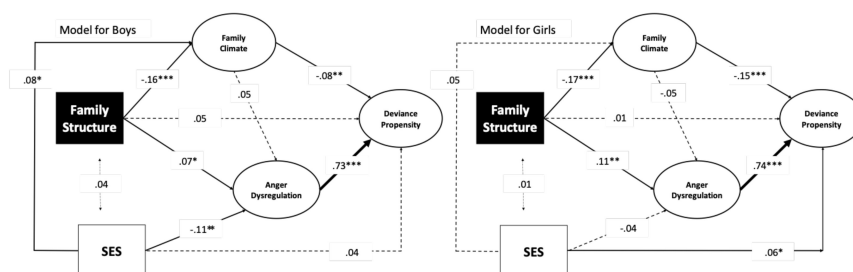 Model for Boys
Family
Climate
.08*
-.16***
-.08**
.05
Family
Structure
.05
Deviance
Propensity
.07*
.73***
.04
Anger
Dysregulation
SES
-.11**
.04
Model for Girls
Family
Climate
.05
-.17***
-.15***
-.05
Family
Structure
.01
Deviance
Propensity
.11**
.74***
.01
Anger
Dysregulation
SES
-.04
.06*